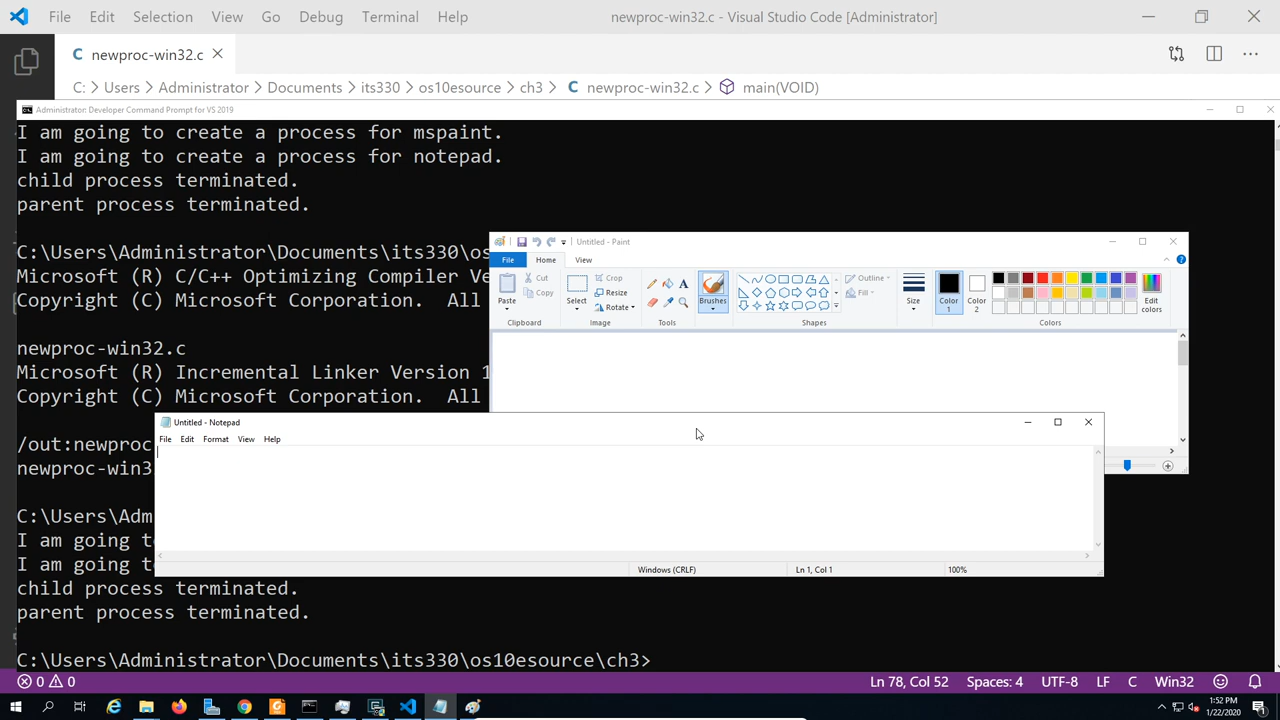 File Edit Selection View Go Debug Terminal Help newproc-win32.c - Visual Studio Code [Administrator]
C newproc-win32.c
C: > Users > Administrator > Documents > its330 > os10esource > ch3 > C newproc-win32.c > main(VOID)
Administrator: Developer Command Prompt for VS 2019
I am going to create a process for mspaint.
I am going to create a process for notepad.
child process terminated.
parent process terminated.
C:\Users\Administrator\Documents\its330\os
Microsoft (R) C/C++ Optimizing Compiler Ve
Copyright (C) Microsoft Corporation.  All
newproc-win32.c
Microsoft (R) Incremental Linker Version 1
Copyright (C) Microsoft Corporation.  All
/out:newproc
newproc-win3
C:\Users\Adm
I am going t
I am going t
child process terminated.
parent process terminated.
C:\Users\Administrator\Documents\its330\os10esource\ch3>
Untitled - Paint
File Home View
Paste
Cut
Copy
Clipboard
Select
Crop
Resize
Rotate
Image
A
Tools
Brushes
Outline
Fill
Shapes
Size
Color 1
Color 2
Edit colors
Colors
Untitled - Notepad
File Edit Format View Help
Windows (CRLF) Ln 1, Col 1 100%
0 0 Ln 78, Col 52 Spaces: 4 UTF-8 LF C Win32
1:52 PM
1/22/2020
1